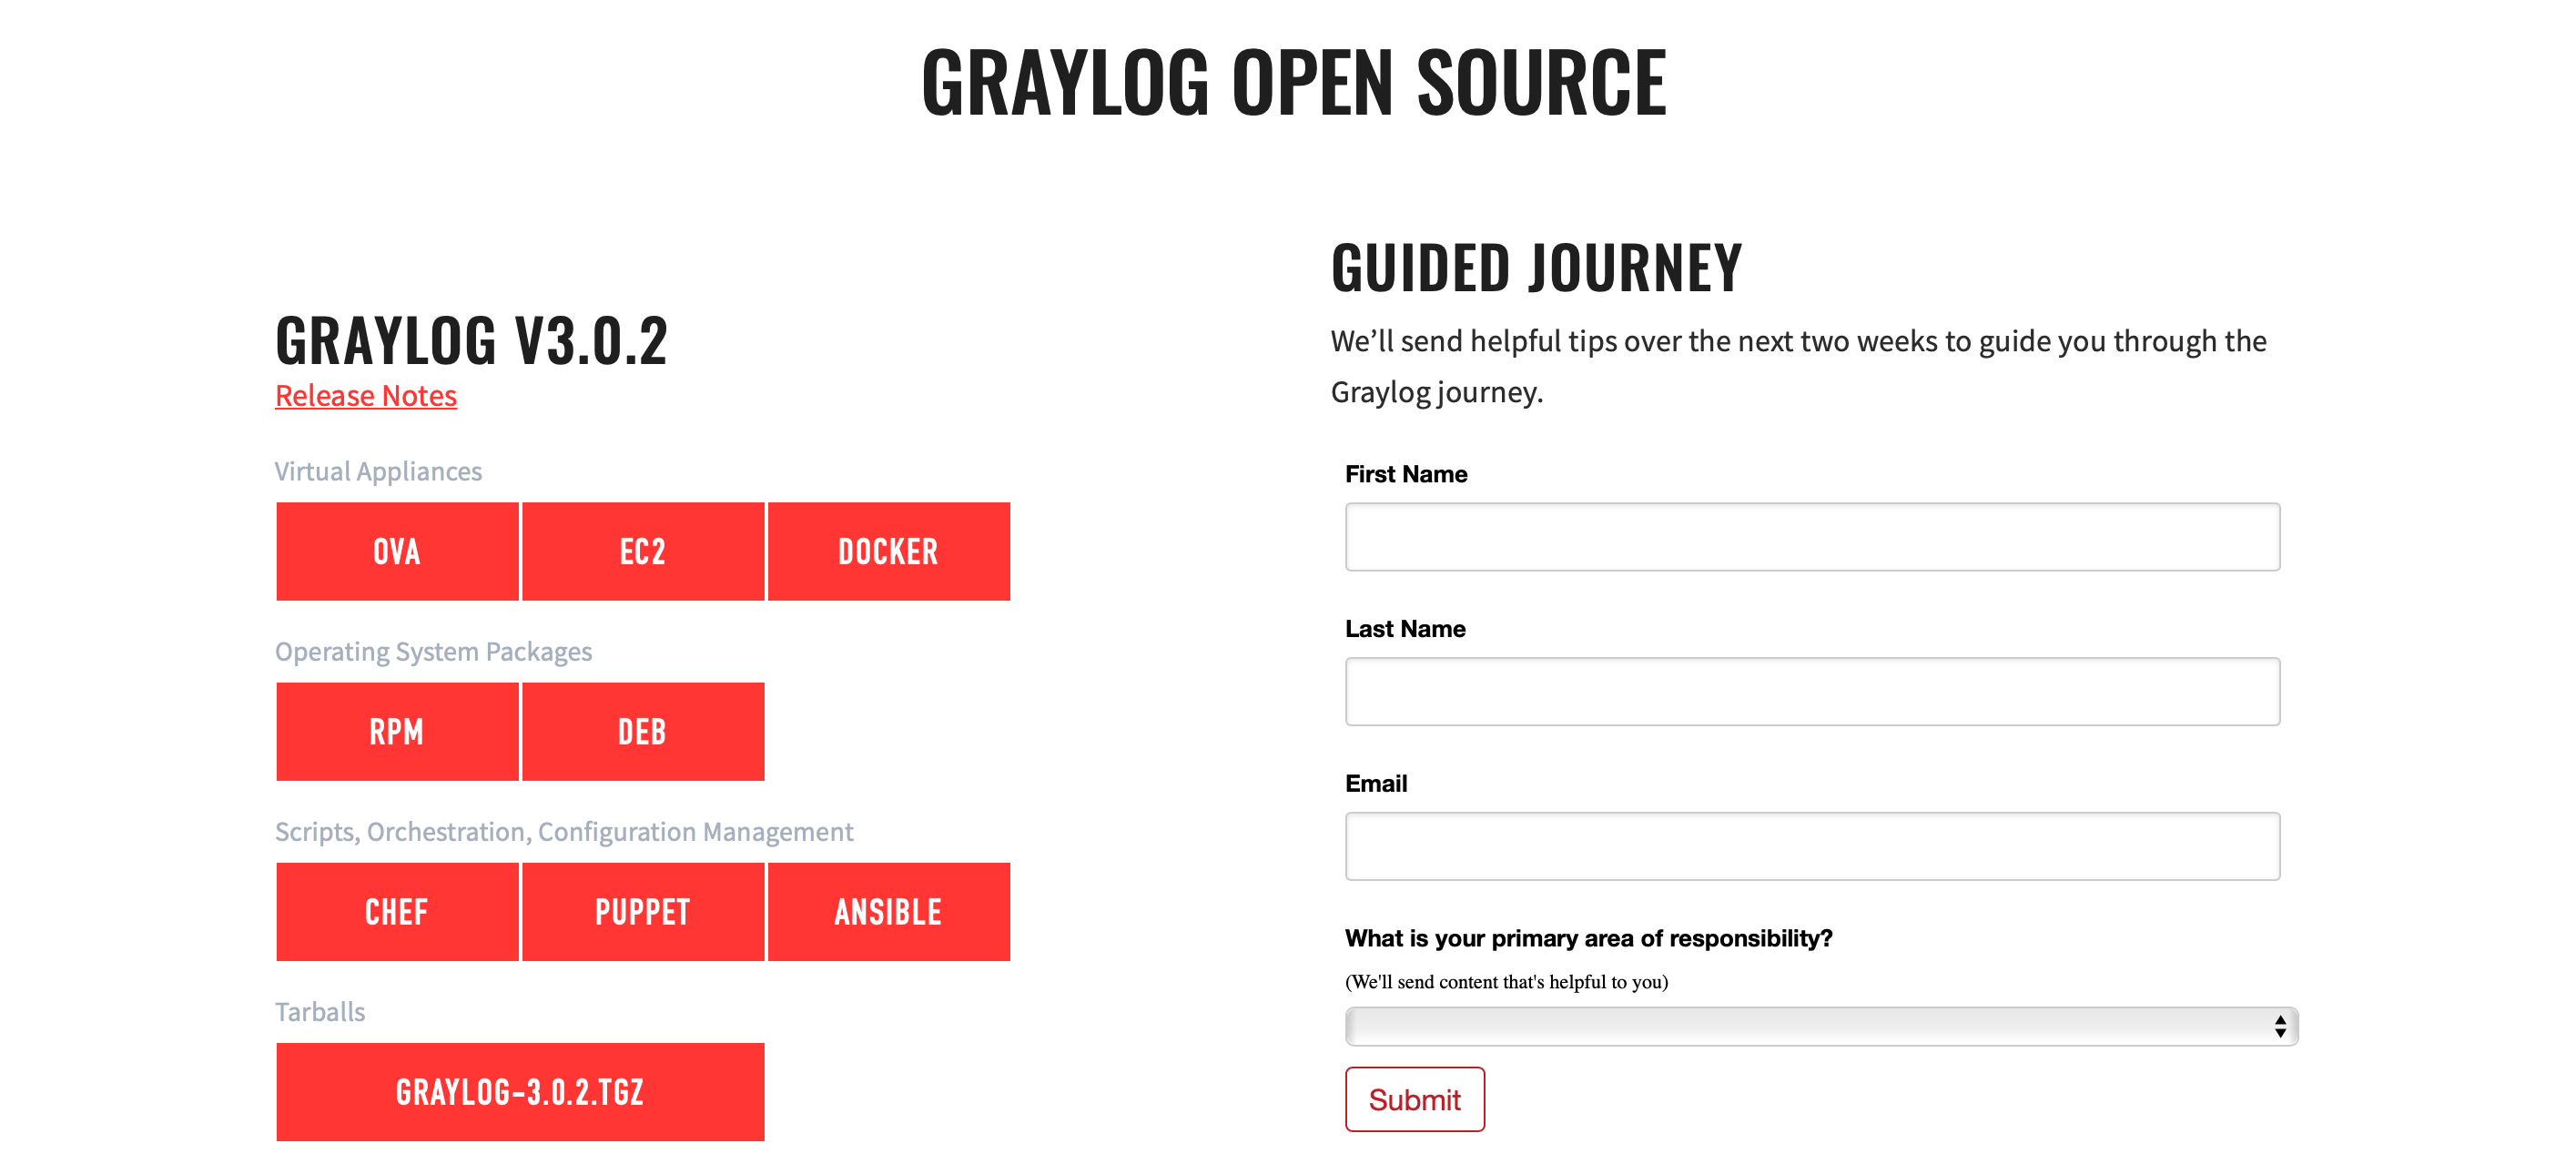 GRAYLOG OPEN SOURCE
GRAYLOG V3.0.2
Release Notes
Virtual Appliances
OVA
EC2
DOCKER
Operating System Packages
RPM
DEB
Scripts, Orchestration, Configuration Management
CHEF
PUPPET
ANSIBLE
Tarballs
GRAYLOG-3.0.2.TGZ
GUIDED JOURNEY
We’ll send helpful tips over the next two weeks to guide you through the
Graylog journey.
First Name
Last Name
Email
What is your primary area of responsibility?
(We'll send content that's helpful to you)
Submit